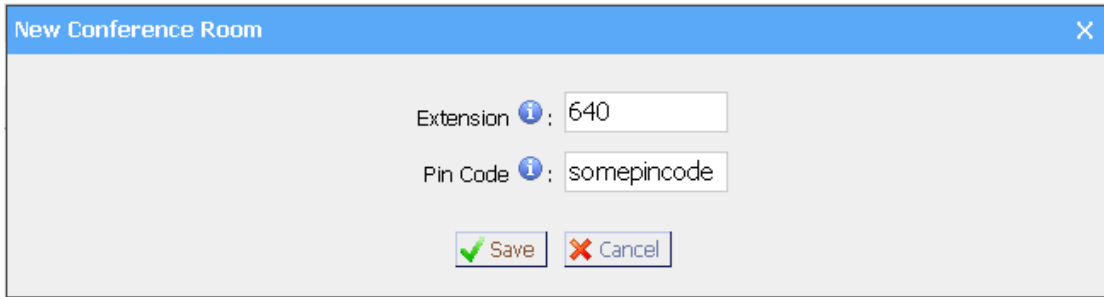 New Conference Room
Extension : 640
Pin Code : somepincode
Save Cancel